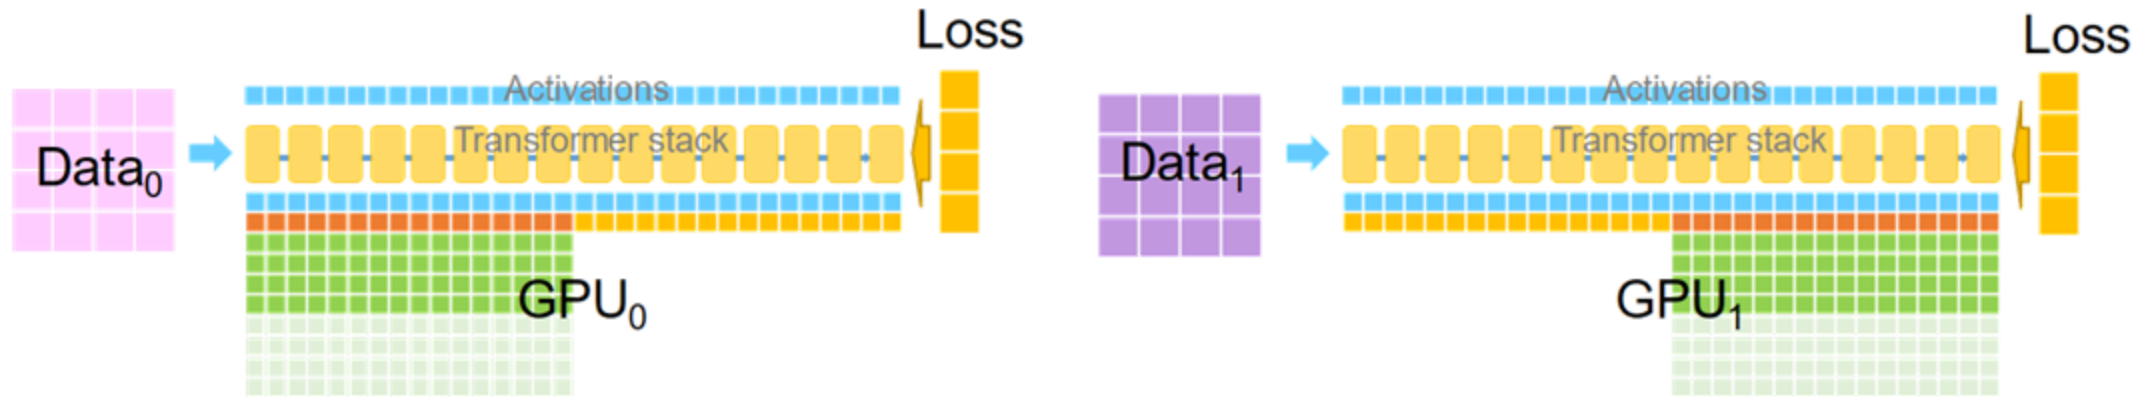 Loss
Activations
Transformer stack
Data0
GPU0
Loss
Activations
Transformer stack
Data1
GPU1